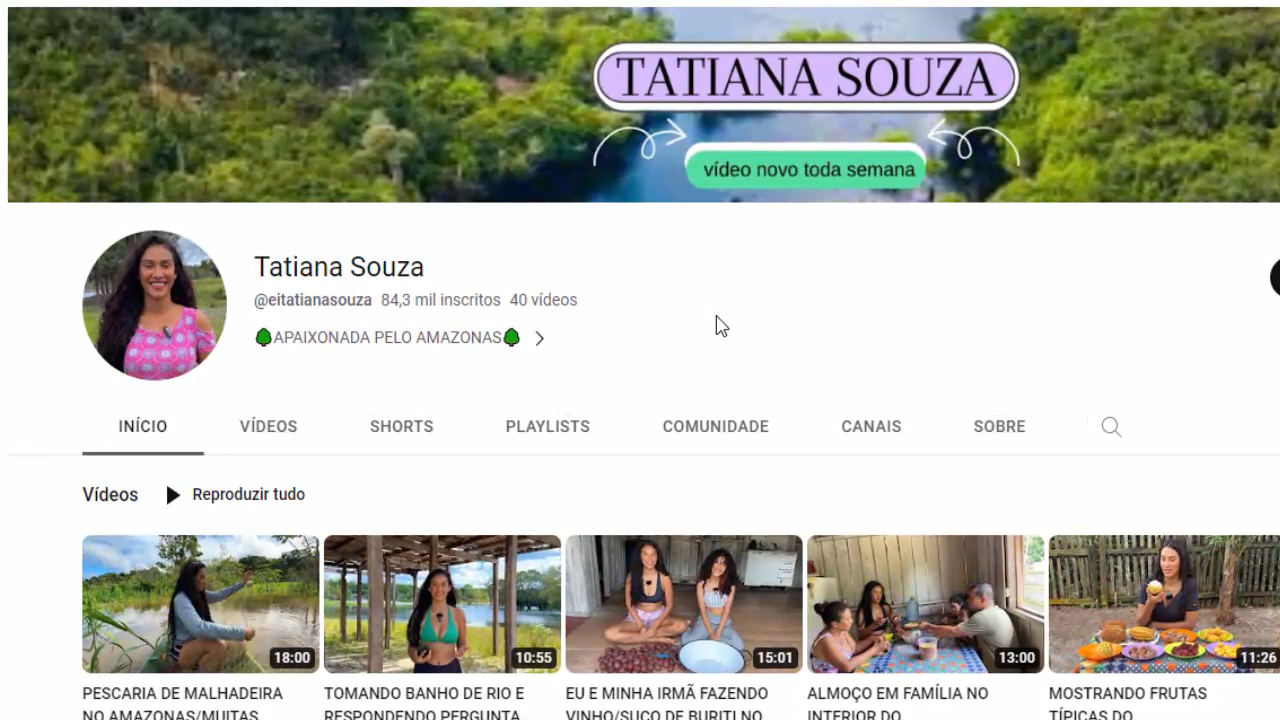 TATIANA SOUZA
vídeo novo toda semana
Tatiana Souza
@eitatianasouza 84,3 mil inscritos 40 vídeos
APAIXONADA PELO AMAZONAS
INÍCIO VÍDEOS SHORTS PLAYLISTS COMUNIDADE CANAIS SOBRE
Vídeos Reproduzir tudo
18:00 10:55 15:01 13:00 11:26
PESCARIA DE MALHADEIRA
NO AMAZONAS/MUITAS
TOMANDO BANHO DE RIO E
RESPONDENDO PERGUNTA...
EU E MINHA IRMÃ FAZENDO
VINHO/SUCO DE BURITI NO
ALMOÇO EM FAMÍLIA NO
INTERIOR DO
MOSTRANDO FRUTAS
TÍPICAS DO